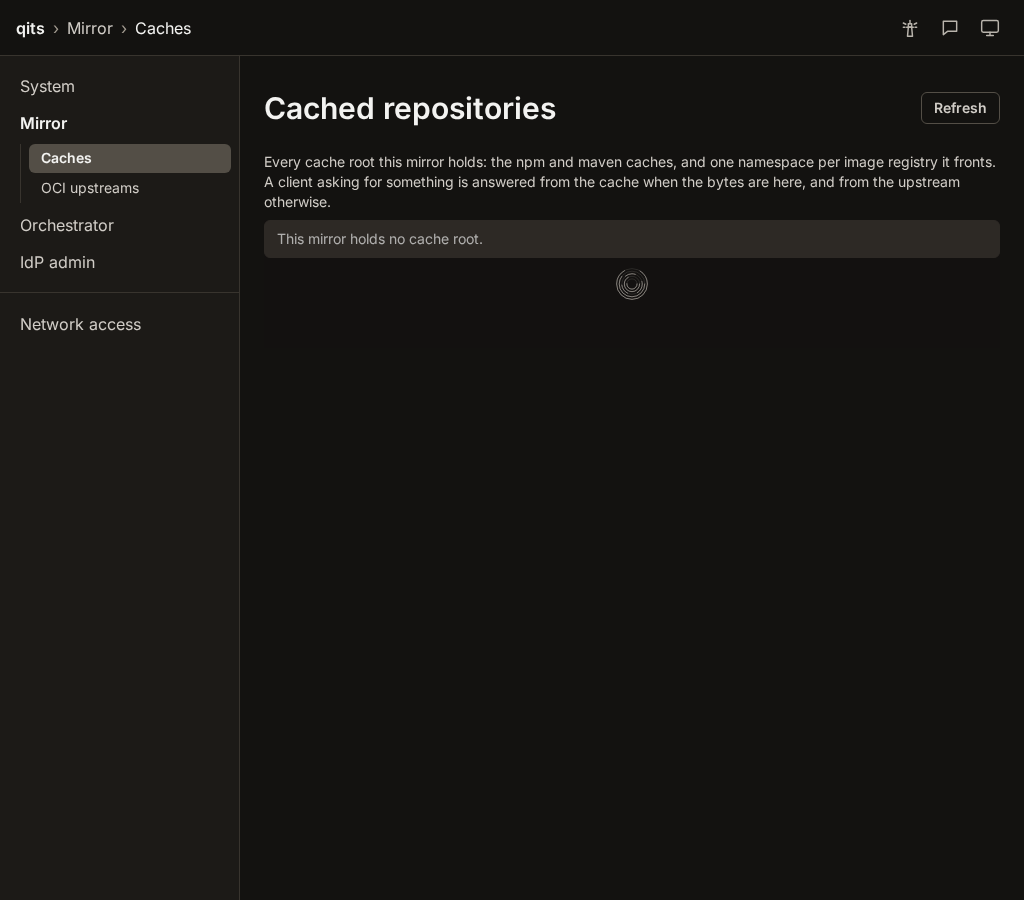 qits › Mirror › Caches
System
Mirror
Caches
OCI upstreams
Orchestrator
IdP admin
Network access
Cached repositories
Refresh
Every cache root this mirror holds: the npm and maven caches, and one namespace per image registry it fronts.
A client asking for something is answered from the cache when the bytes are here, and from the upstream
otherwise.
This mirror holds no cache root.